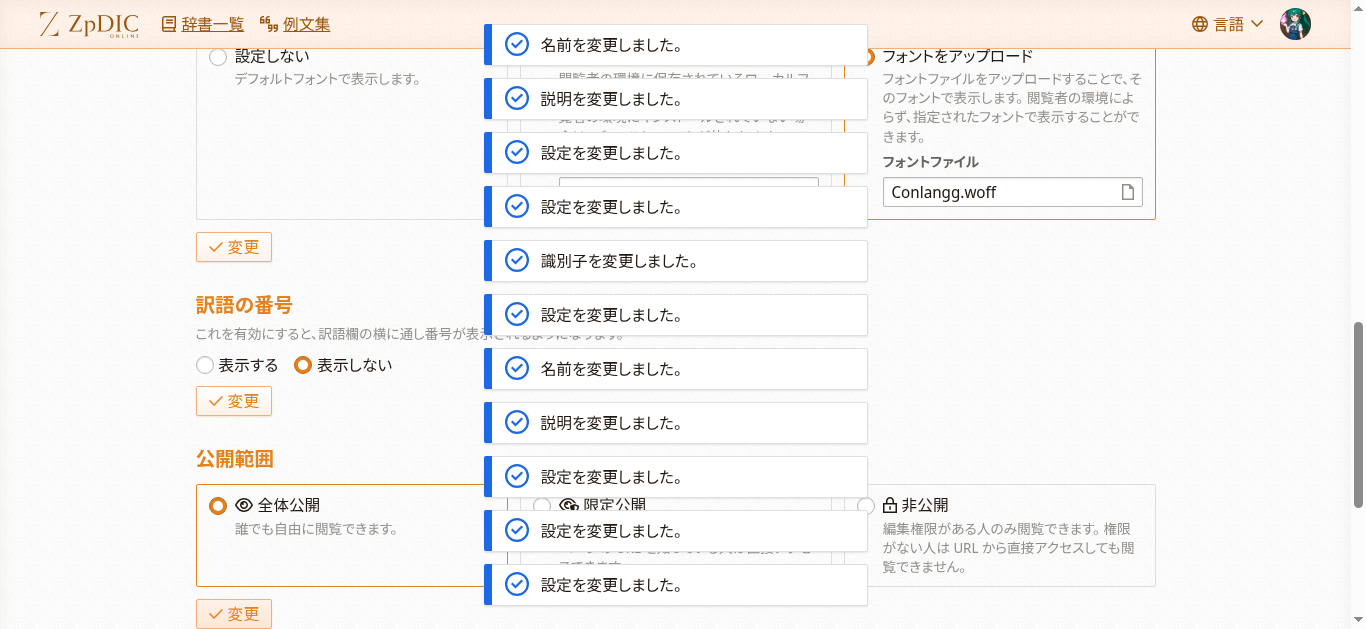 ZpDIC
ONLINE
辞書一覧
例文集
言語
設定しない
デフォルトフォントで表示します。
フォントをアップロード
フォントファイルをアップロードすることで、そ
のフォントで表示します。閲覧者の環境によ
らず、指定されたフォントで表示することがで
きます。
フォントファイル
Conlangg.woff
変更
訳語の番号
これを有効にすると、訳語欄の横に通し番号が表示されるようになります。
表示する
表示しない
変更
公開範囲
全体公開
誰でも自由に閲覧できます。
限定公開
非公開
編集権限がある人のみ閲覧できます。権限
がない人は URL から直接アクセスしても閲
覧できません。
変更
名前を変更しました。
説明を変更しました。
設定を変更しました。
設定を変更しました。
識別子を変更しました。
設定を変更しました。
名前を変更しました。
説明を変更しました。
設定を変更しました。
設定を変更しました。
設定を変更しました。